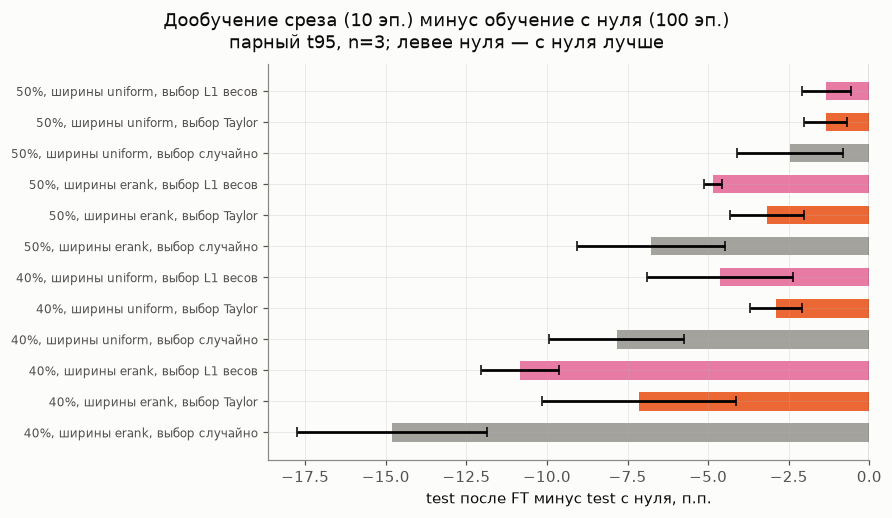 Дообучение среза (10 эп.) минус обучение с нуля (100 эп.)
парный t95, n=3; левее нуля — с нуля лучше
50%, ширины uniform, выбор L1 весов
50%, ширины uniform, выбор Taylor
50%, ширины uniform, выбор случайно
50%, ширины erank, выбор L1 весов
50%, ширины erank, выбор Taylor
50%, ширины erank, выбор случайно
40%, ширины uniform, выбор L1 весов
40%, ширины uniform, выбор Taylor
40%, ширины uniform, выбор случайно
40%, ширины erank, выбор L1 весов
40%, ширины erank, выбор Taylor
40%, ширины erank, выбор случайно
−17.5 −15.0 −12.5 −10.0 −7.5 −5.0 −2.5 0.0
test после FT минус test с нуля, п.п.